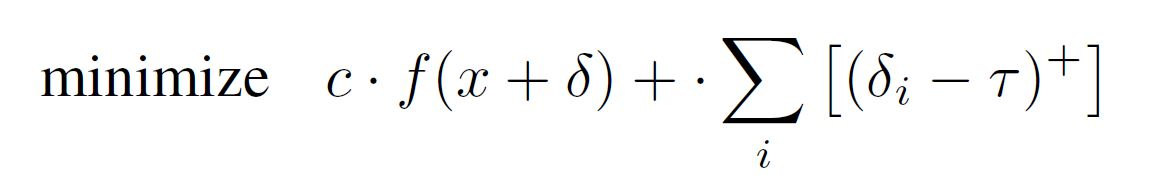 minimize c · f(x + δ) + · ∑_i [(δ_i − τ)^+]